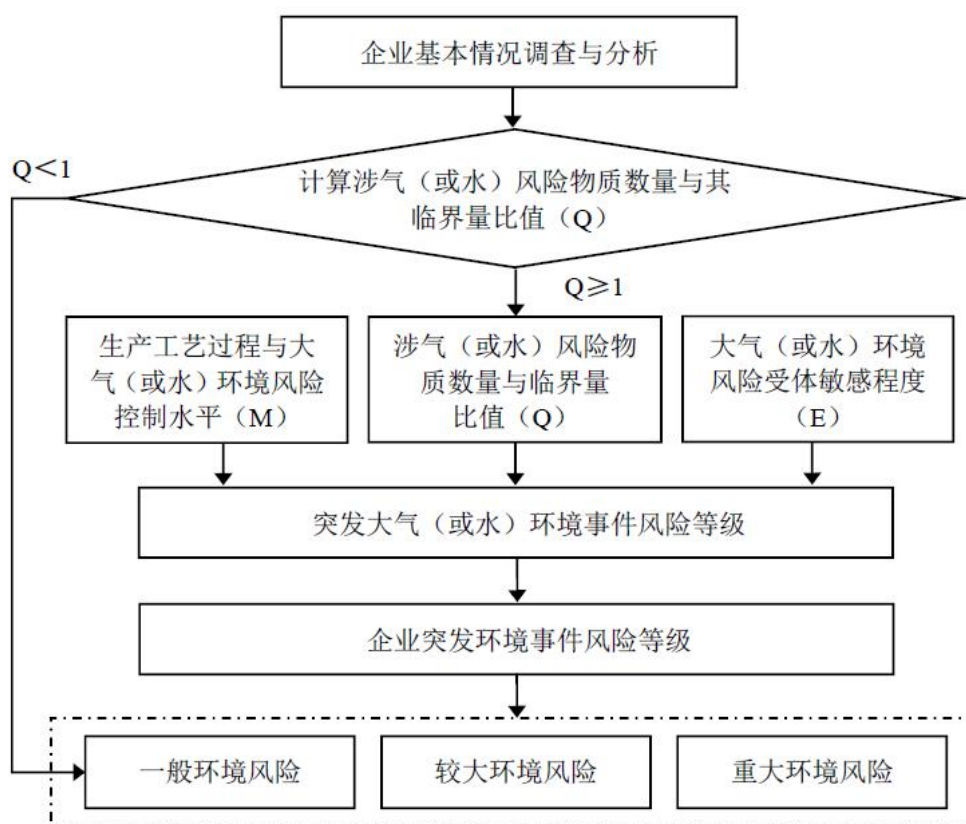 企业基本情况调查与分析
Q＜1
计算涉气（或水）风险物质数量与其
临界量比值（Q）
Q≥1
生产工艺过程与大
气（或水）环境风险
控制水平（M）
涉气（或水）风险物
质数量与临界量
比值（Q）
大气（或水）环境
风险受体敏感程度
（E）
突发大气（或水）环境事件风险等级
企业突发环境事件风险等级
一般环境风险
较大环境风险
重大环境风险